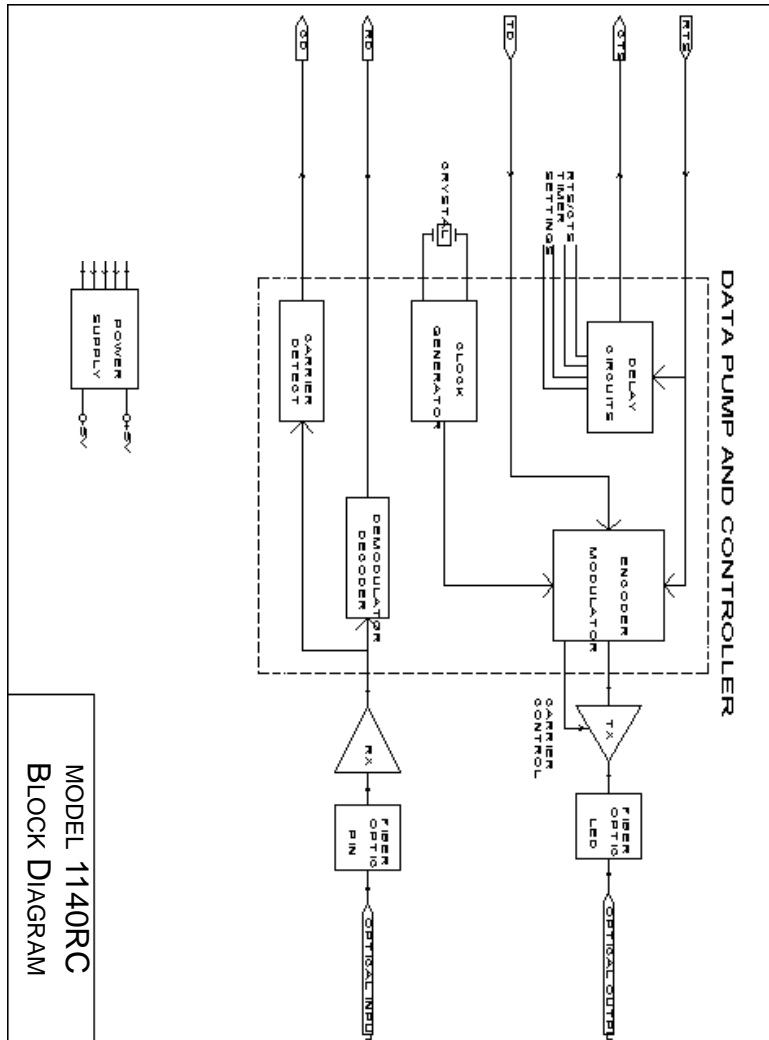 DATA PUMP AND CONTROLLER
RTS
CTS
RTS/CTS
TIMER
SETTINGS
DELAY
CIRCUITS
TD
ENCODER
MODULATOR
TX
CARRIER
CONTROL
FIBER
OPTIC
LED
OPTICAL OUTPU
CRYSTAL
CLOCK
GENERATOR
RD
DEMODULATOR
DECODER
RX
FIBER
OPTIC
PIN
OPTICAL INPUT
CD
CARRIER
DETECT
POWER
SUPPLY
+5V
-5V
MODEL 1140RC
BLOCK DIAGRAM